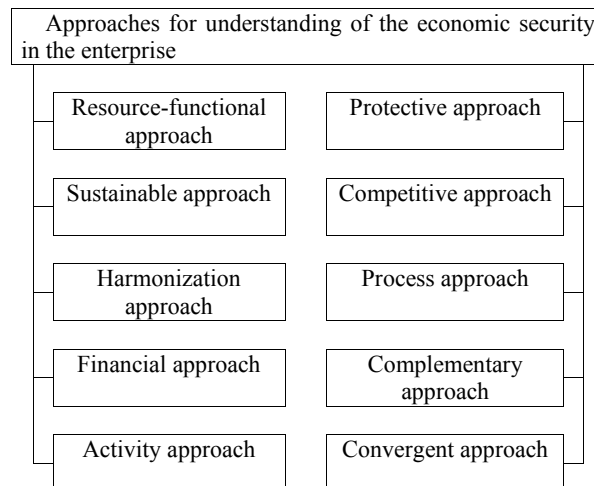 Approaches for understanding of the economic security
in the enterprise
Resource-functional
approach
Protective approach
Sustainable approach
Competitive approach
Harmonization
approach
Process approach
Financial approach
Complementary
approach
Activity approach
Convergent approach